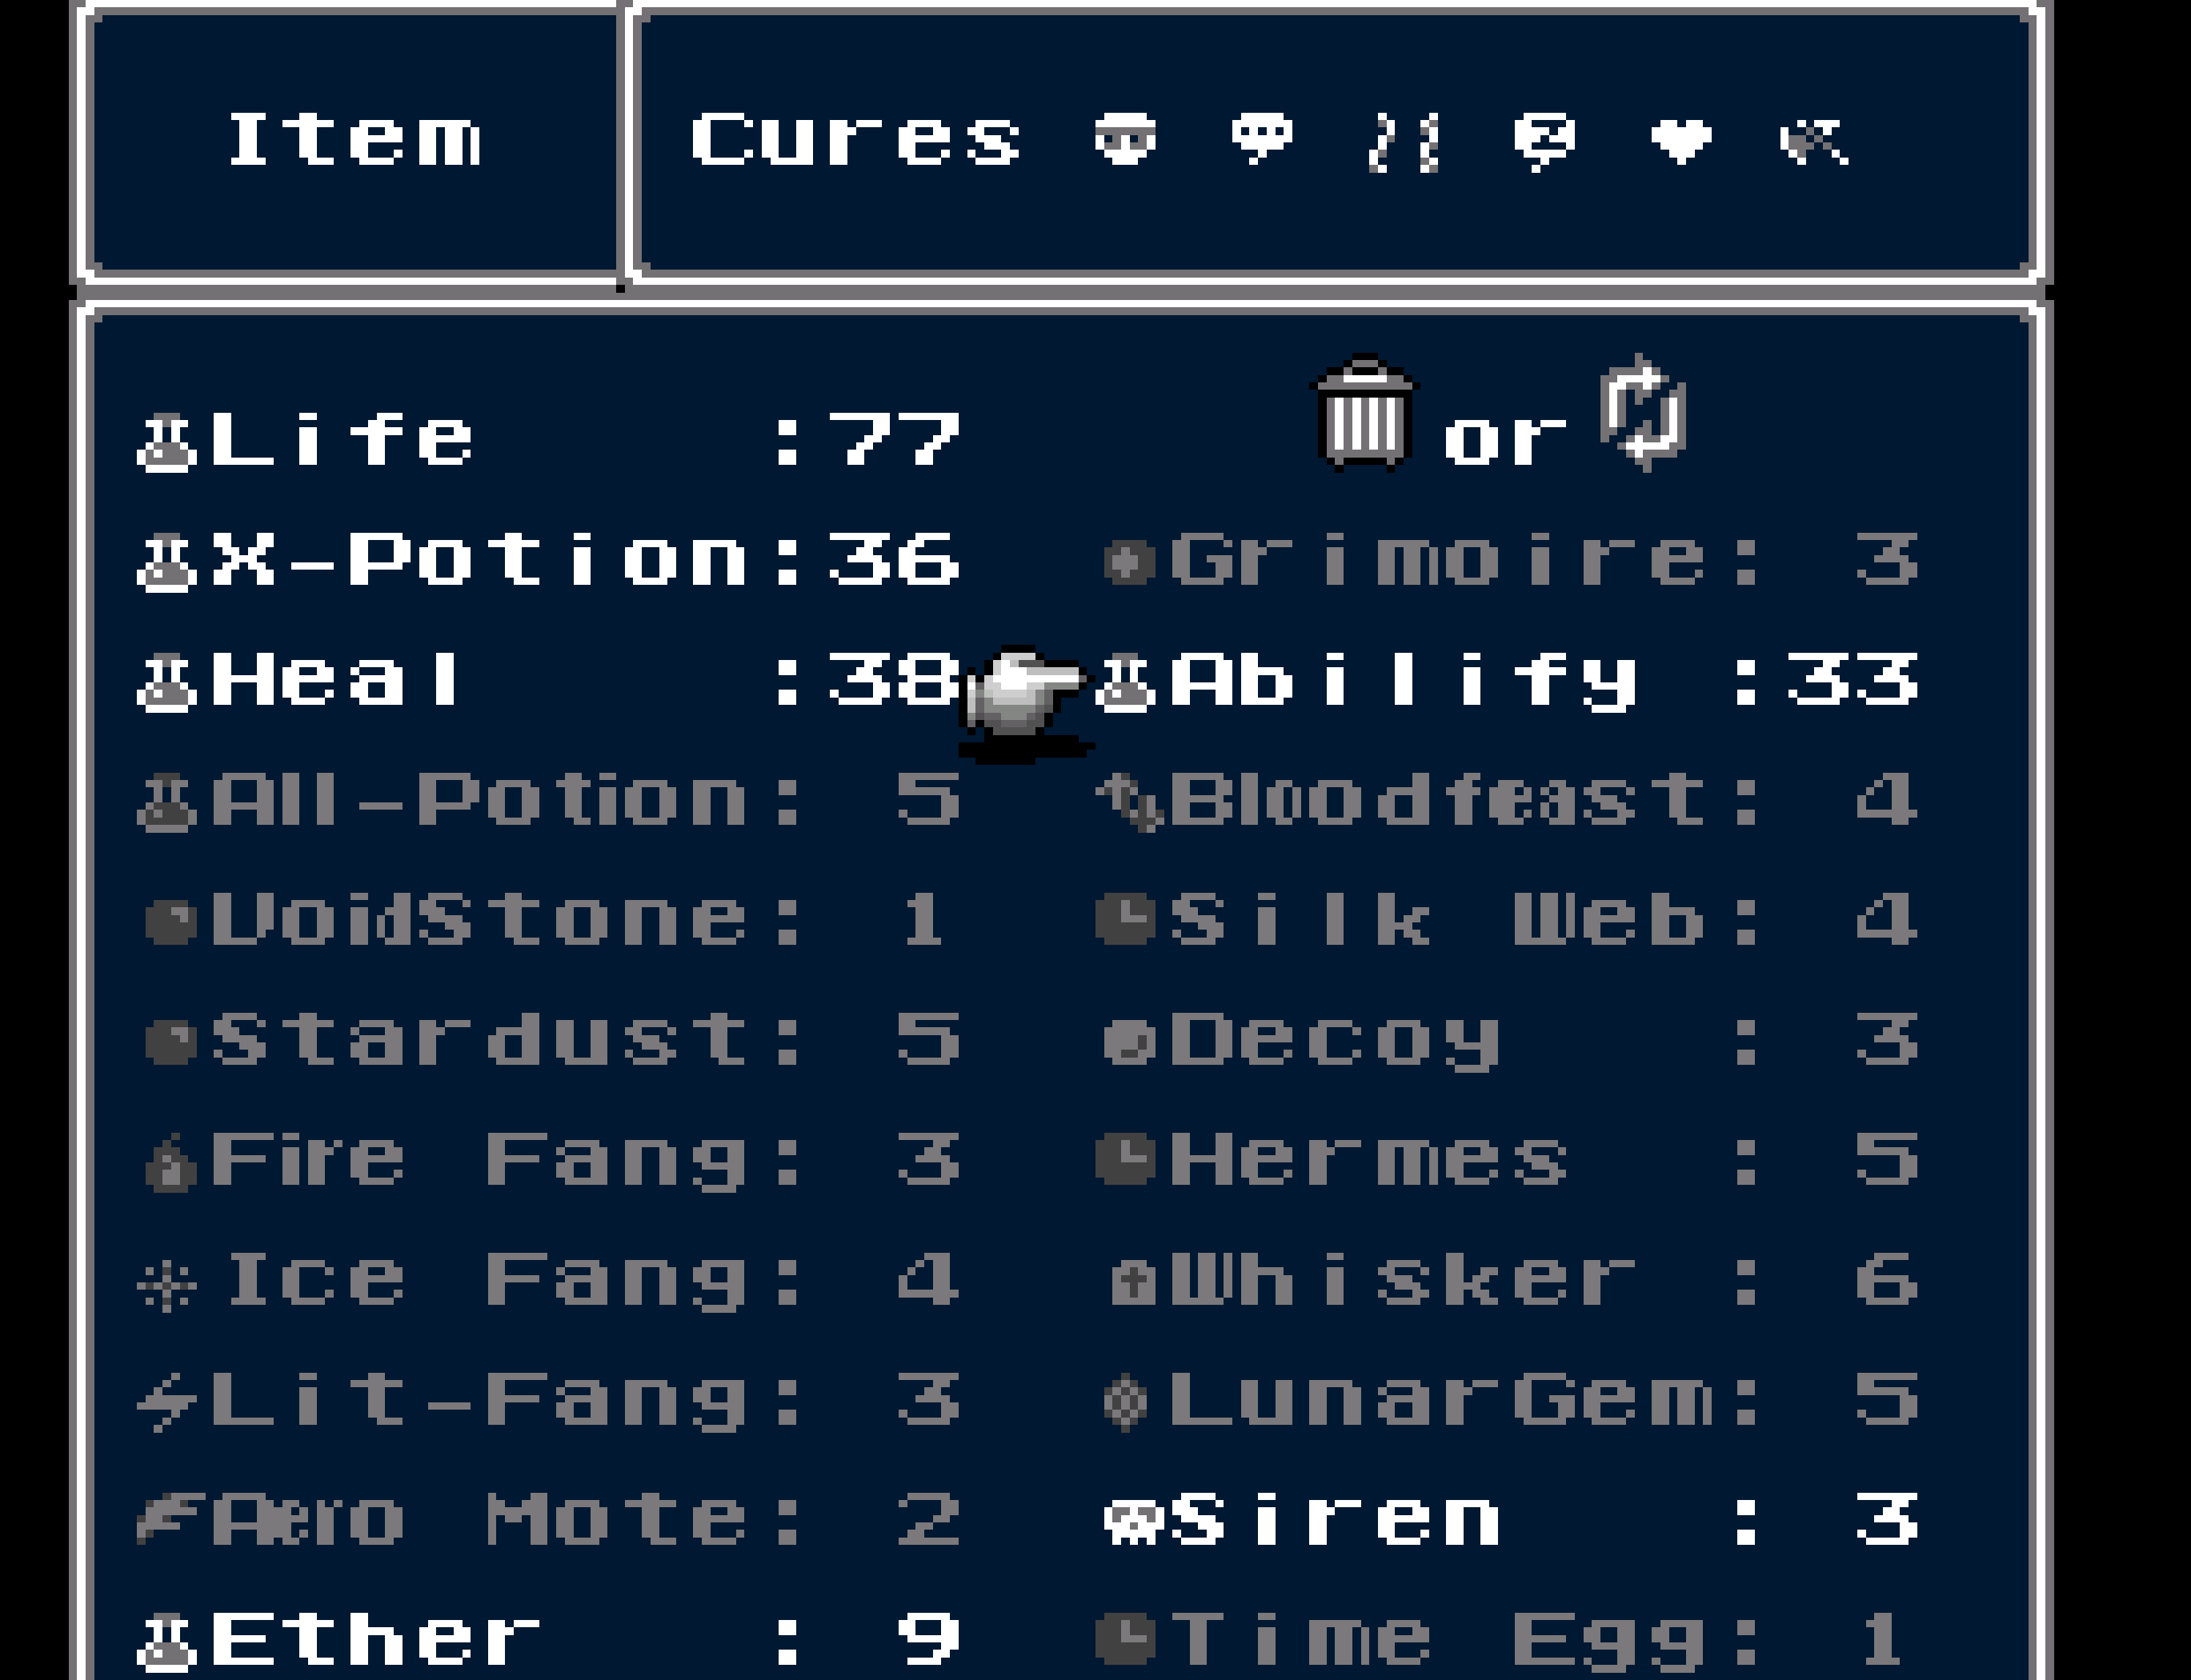 Item Cures
Life :77 or
X-Potion:36 Grimoire: 3
Heal :38 Abilify :33
All-Potion: 5 Bloodfeast: 4
VoidStone: 1 Silk Web: 4
Stardust: 5 Decoy : 3
Fire Fang: 3 Hermes : 5
Ice Fang: 4 Whisker : 6
Lit-Fang: 3 LunarGem: 5
Aero Mote: 2 Siren : 3
Ether : 9 Time Egg: 1